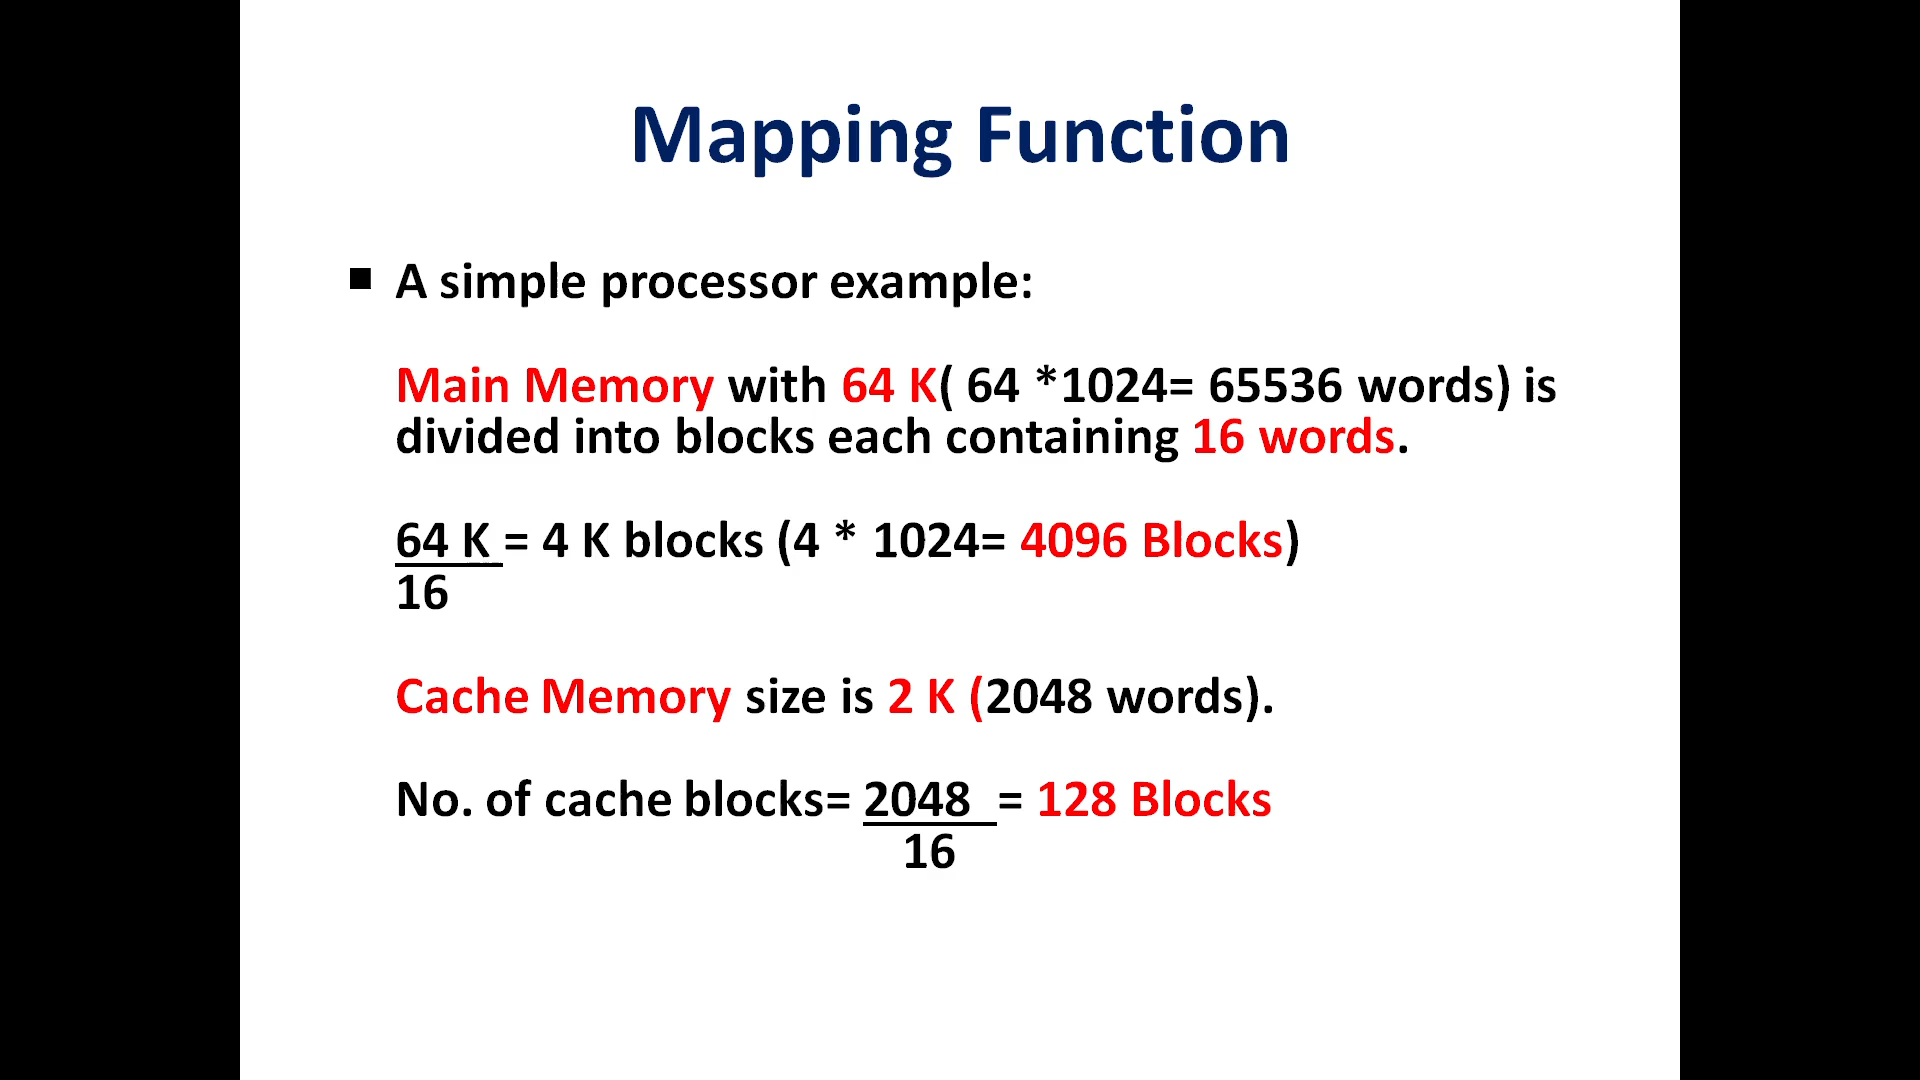 Mapping Function
▪ A simple processor example:
Main Memory with 64 K( 64 *1024= 65536 words) is
divided into blocks each containing 16 words.
64 K = 4 K blocks (4 * 1024= 4096 Blocks)
16
Cache Memory size is 2 K (2048 words).
No. of cache blocks= 2048 = 128 Blocks
16